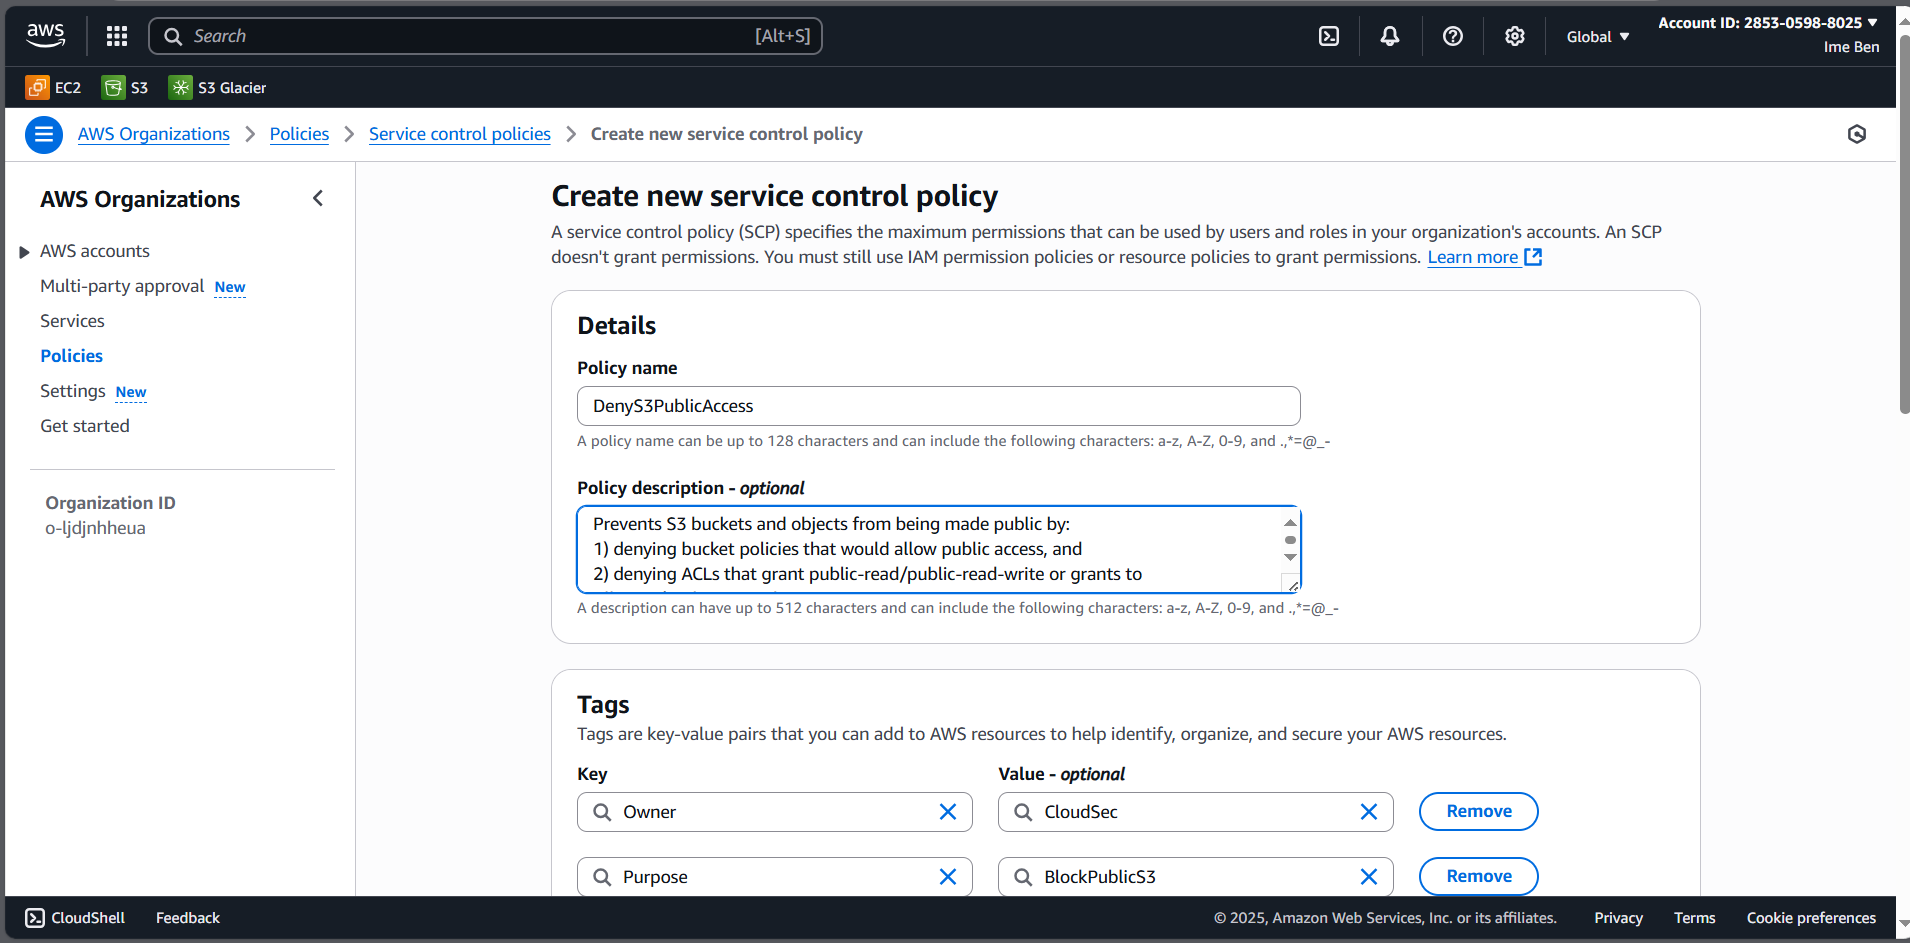 aws
Search [Alt+S]
Global
Account ID: 2853-0598-8025
Ime Ben
EC2 S3 S3 Glacier
AWS Organizations Policies Service control policies Create new service control policy
AWS Organizations
AWS accounts
Multi-party approval New
Services
Policies
Settings New
Get started
Organization ID
o-ljdjnhheua
Create new service control policy
A service control policy (SCP) specifies the maximum permissions that can be used by users and roles in your organization's accounts. An SCP
doesn't grant permissions. You must still use IAM permission policies or resource policies to grant permissions. Learn more
Details
Policy name
DenyS3PublicAccess
A policy name can be up to 128 characters and can include the following characters: a-z, A-Z, 0-9, and .,*=@_-
Policy description - optional
Prevents S3 buckets and objects from being made public by:
1) denying bucket policies that would allow public access, and
2) denying ACLs that grant public-read/public-read-write or grants to
A description can have up to 512 characters and can include the following characters: a-z, A-Z, 0-9, and .,*=@_-
Tags
Tags are key-value pairs that you can add to AWS resources to help identify, organize, and secure your AWS resources.
Key Value - optional
Owner CloudSec Remove
Purpose BlockPublicS3 Remove
CloudShell Feedback © 2025, Amazon Web Services, Inc. or its affiliates. Privacy Terms Cookie preferences